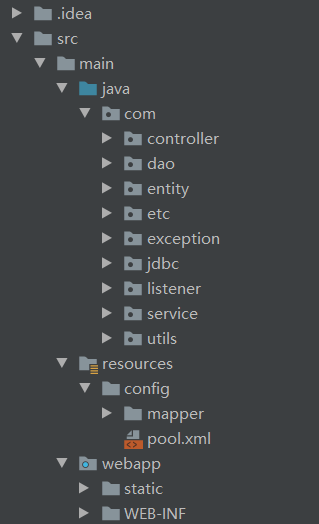 .idea
src
main
java
com
controller
dao
entity
etc
exception
jdbc
listener
service
utils
resources
config
mapper
pool.xml
webapp
static
WEB-INF